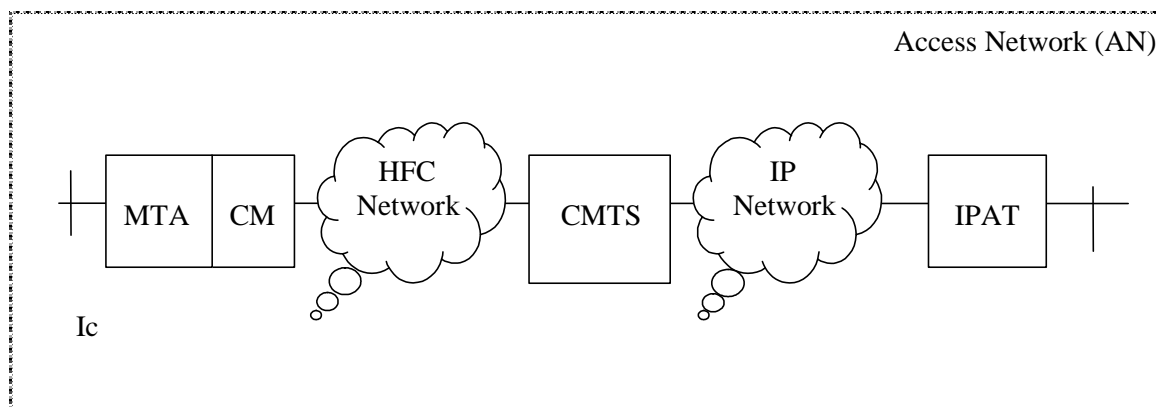 Access Network (AN)
HFC
Network
IP
Network
MTA
CM
CMTS
IPAT
Ic